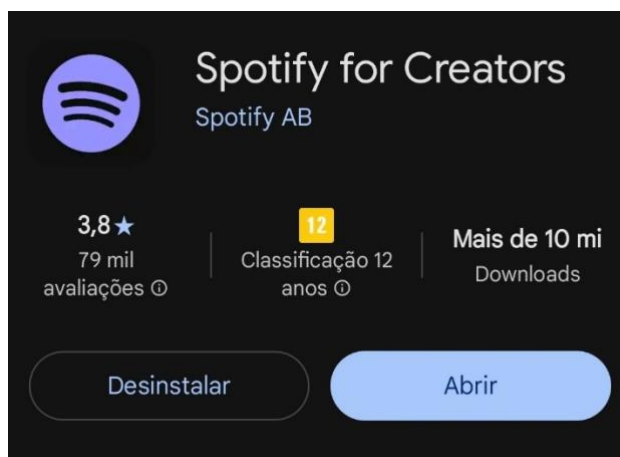 Spotify for Creators
Spotify AB
3,8★
79 mil
avaliações ⓘ
12
Classificação 12
anos ⓘ
Mais de 10 mi
Downloads
Desinstalar
Abrir